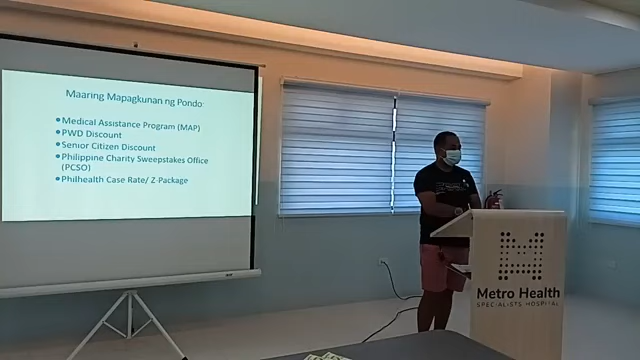 Maaring Mapagkunan ng Pondo:
• Medical Assistance Program (MAP)
• PWD Discount
• Senior Citizen Discount
• Philippine Charity Sweepstakes Office
(PCSO)
• Philhealth Case Rate/ Z-Package
M
Metro Health
SPECIALISTS HOSPITAL